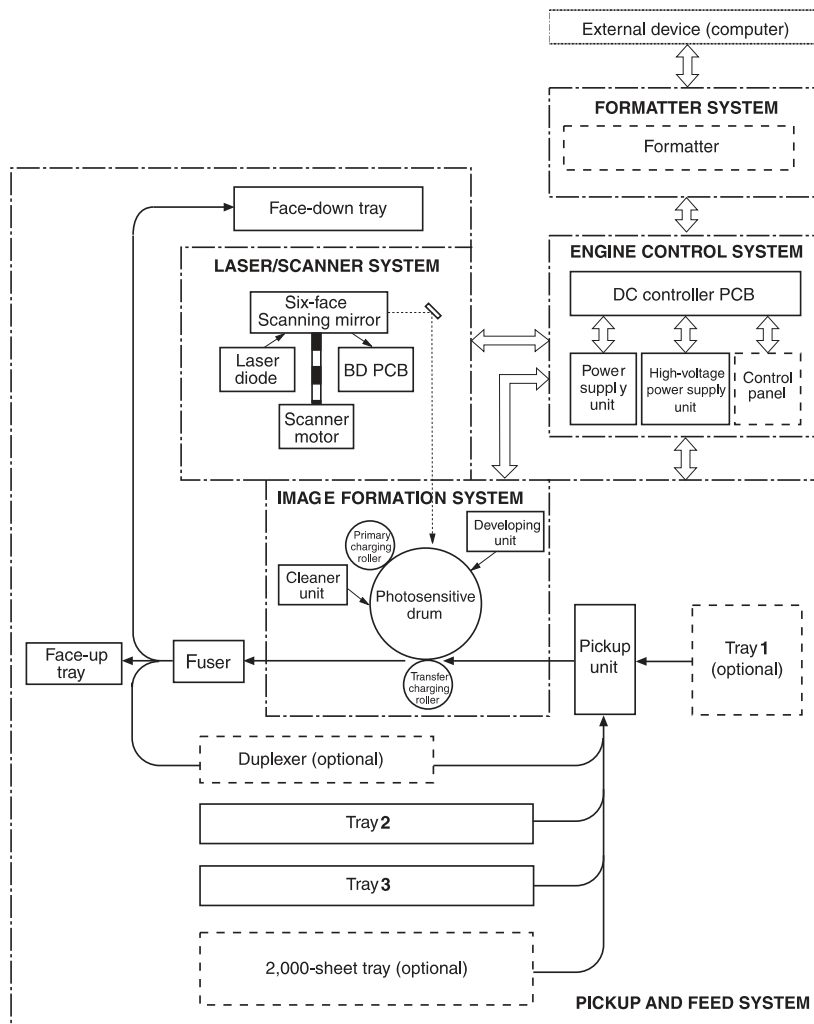 External device (computer)
FORMATTER SYSTEM
Formatter
Face-down tray
LASER/SCANNER SYSTEM
Six-face
Scanning mirror
Laser
diode
BD PCB
Scanner
motor
ENGINE CONTROL SYSTEM
DC controller PCB
Power
supply
unit
High-voltage
power supply
unit
Control
panel
IMAGE FORMATION SYSTEM
Primary
charging
roller
Developing
unit
Cleaner
unit
Photosensitive
drum
Transfer
charging
roller
Face-up
tray
Fuser
Pickup
unit
Tray 1
(optional)
Duplexer (optional)
Tray 2
Tray 3
2,000-sheet tray (optional)
PICKUP AND FEED SYSTEM